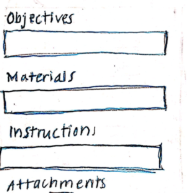 Objectives
Materials
Instructions
Attachments